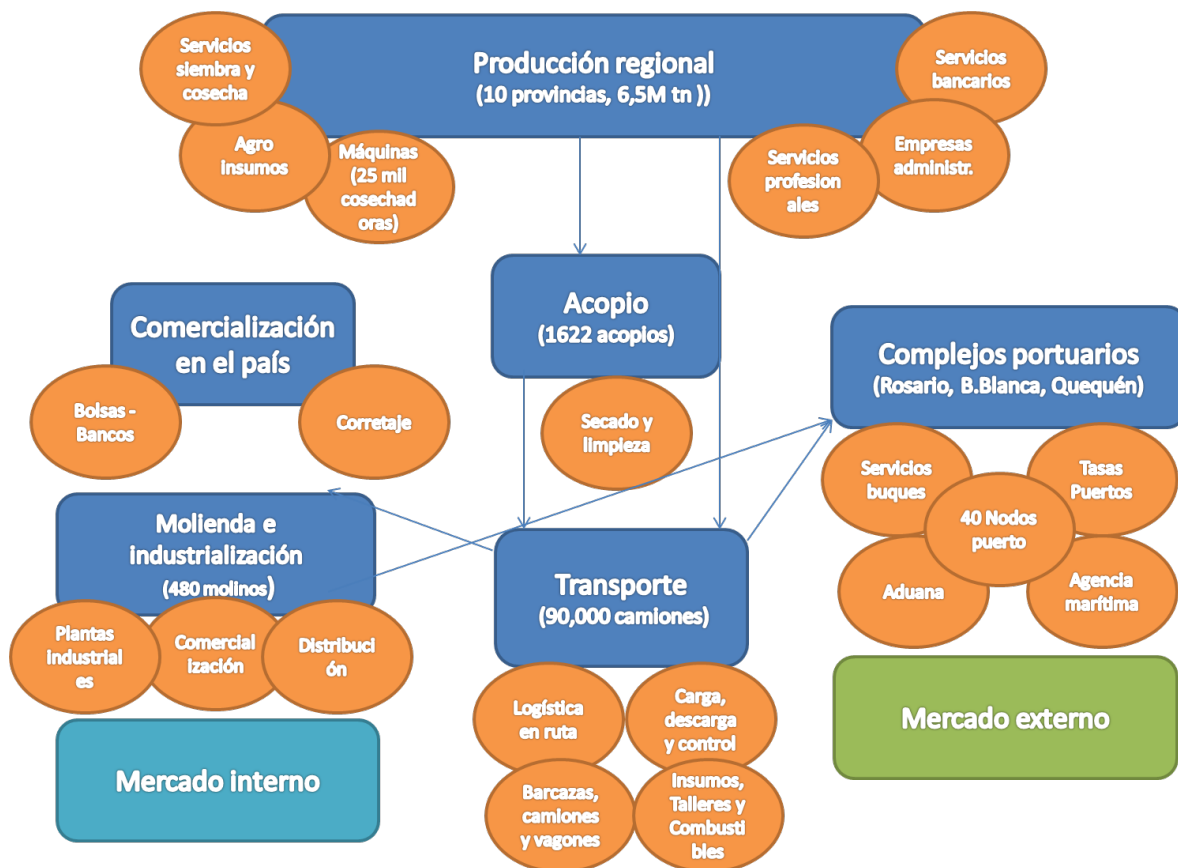 Producción regional
(10 provincias, 6,5M tn ))
Servicios
siembra y
cosecha
Agro
insumos
Máquinas
(25 mil
cosechad
oras)
Servicios
bancarios
Empresas
administr.
Servicios
profesion
ales
Acopio
(1622 acopios)
Secado y
limpieza
Comercialización
en el país
Bolsas -
Bancos
Corretaje
Complejos portuarios
(Rosario, B.Blanca, Quequén)
Servicios
buques
Tasas
Puertos
40 Nodos
puerto
Aduana
Agencia
marítima
Molienda e
industrialización
(480 molinos)
Plantas
industrial
es
Comercial
ización
Distribuci
ón
Transporte
(90,000 camiones)
Logística
en ruta
Carga,
descarga
y control
Barcazas,
camiones
y vagones
Insumos,
Talleres y
Combusti
bles
Mercado interno
Mercado externo